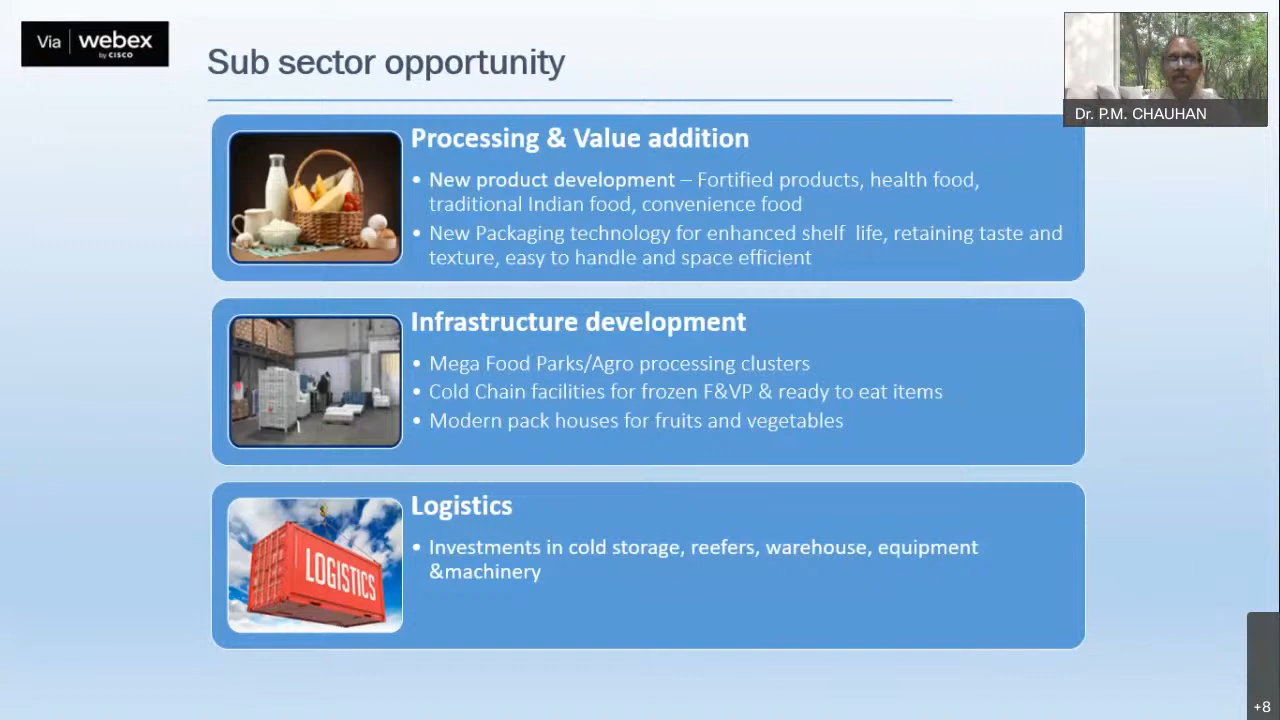 Via webex
by CISCO
Sub sector opportunity
Dr. P.M. CHAUHAN
Processing & Value addition
• New product development – Fortified products, health food,
traditional Indian food, convenience food
• New Packaging technology for enhanced shelf life, retaining taste and
texture, easy to handle and space efficient
Infrastructure development
• Mega Food Parks/Agro processing clusters
• Cold Chain facilities for frozen F&VP & ready to eat items
• Modern pack houses for fruits and vegetables
LOGISTICS
Logistics
• Investments in cold storage, reefers, warehouse, equipment
&machinery
+8